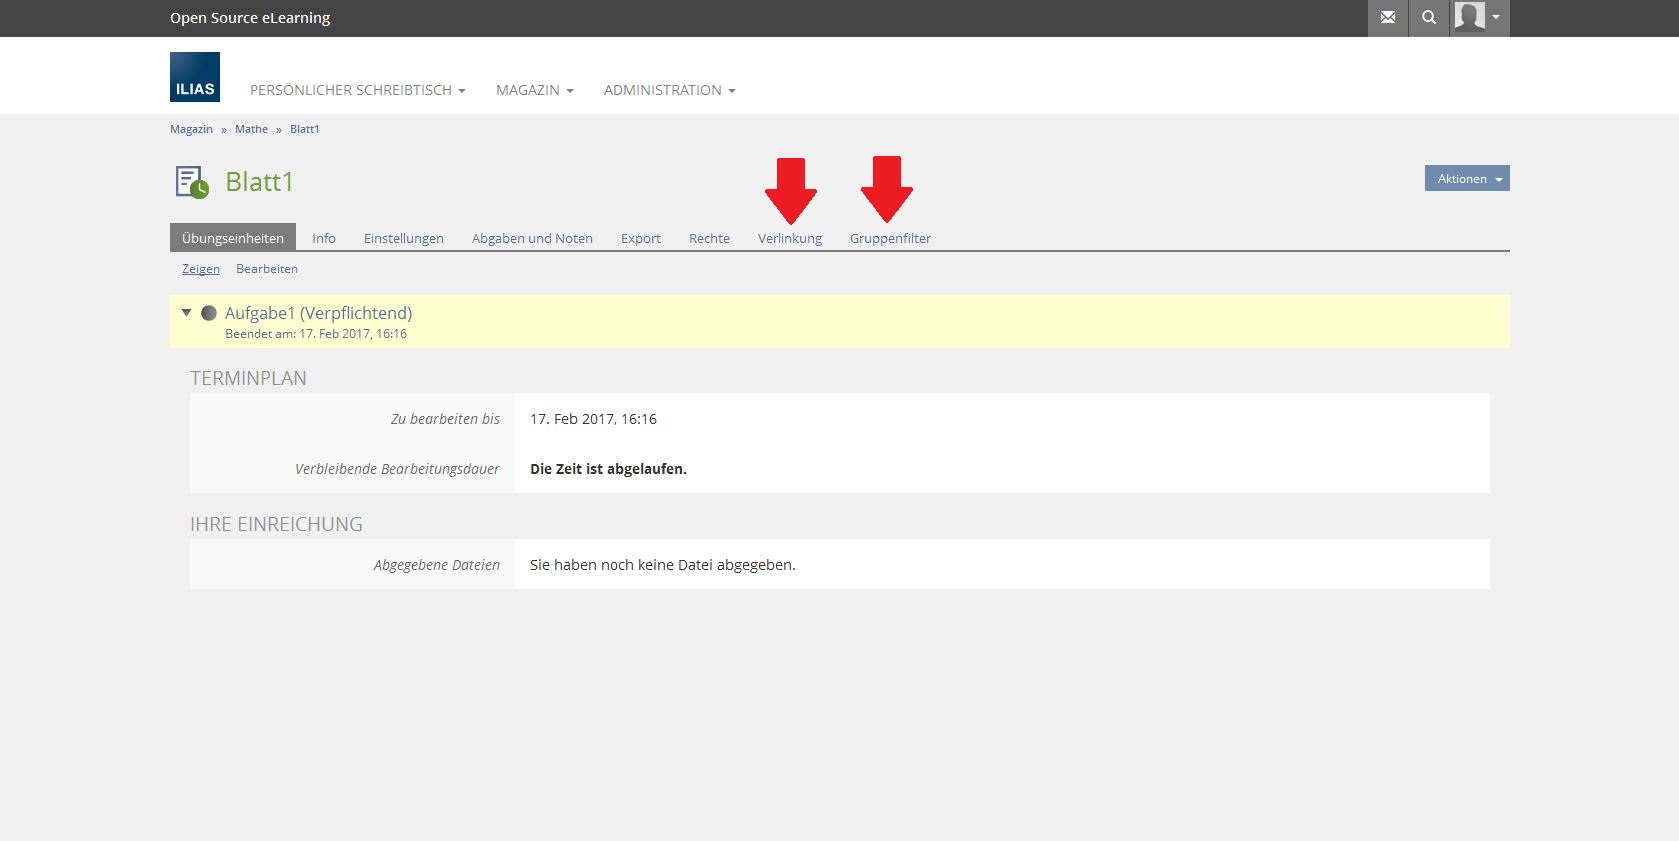 Open Source eLearning
ILIAS
PERSÖNLICHER SCHREIBTISCH MAGAZIN ADMINISTRATION
Magazin » Mathe » Blatt1
Blatt1
Aktionen
Übungseinheiten Info Einstellungen Abgaben und Noten Export Rechte Verlinkung Gruppenfilter
Zeigen Bearbeiten
Aufgabe1 (Verpflichtend)
Beendet am: 17. Feb 2017, 16:16
TERMINPLAN
Zu bearbeiten bis 17. Feb 2017, 16:16
Verbleibende Bearbeitungsdauer Die Zeit ist abgelaufen.
IHRE EINREICHUNG
Abgegebene Dateien Sie haben noch keine Datei abgegeben.